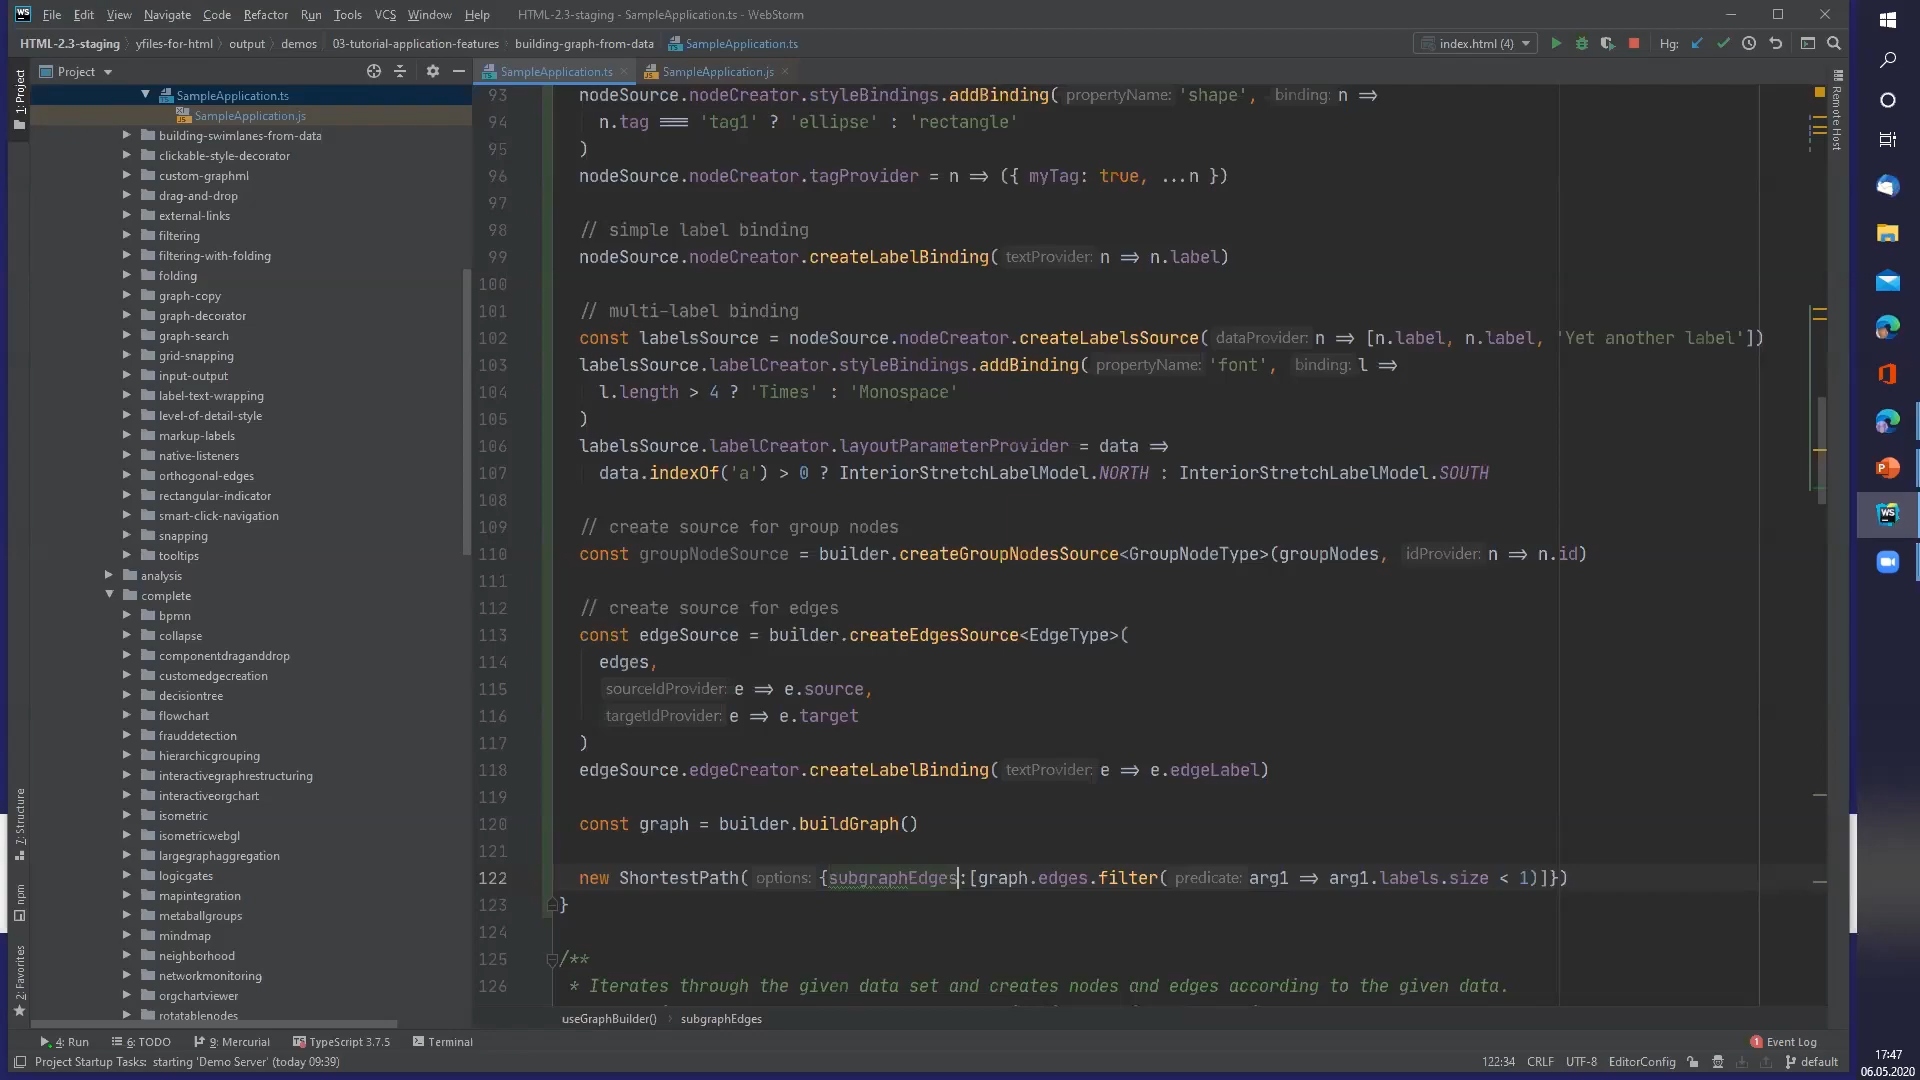 WS File Edit View Navigate Code Refactor Run Tools VCS Window Help HTML-2.3-staging - SampleApplication.ts - WebStorm
HTML-2.3-staging yfiles-for-html output demos 03-tutorial-application-features building-graph-from-data SampleApplication.ts index.html (4) Hg:
Project
SampleApplication.ts SampleApplication.js
1: Project
7: Structure
npm
2: Favorites
Remote Host
SampleApplication.ts
SampleApplication.js
building-swimlanes-from-data
clickable-style-decorator
custom-graphml
drag-and-drop
external-links
filtering
filtering-with-folding
folding
graph-copy
graph-decorator
graph-search
grid-snapping
input-output
label-text-wrapping
level-of-detail-style
markup-labels
native-listeners
orthogonal-edges
rectangular-indicator
smart-click-navigation
snapping
tooltips
analysis
complete
bpmn
collapse
componentdraganddrop
customedgecreation
decisiontree
flowchart
frauddetection
hierarchicgrouping
interactivegraphrestructuring
interactiveorgchart
isometric
isometricwebgl
largegraphaggregation
logicgates
mapintegration
metaballgroups
mindmap
neighborhood
networkmonitoring
orgchartviewer
rotatablenodes
93 nodeSource.nodeCreator.styleBindings.addBinding( propertyName: 'shape', binding: n ⇒
94 n.tag === 'tag1' ? 'ellipse' : 'rectangle'
95 )
96 nodeSource.nodeCreator.tagProvider = n ⇒ ({ myTag: true, ...n })
97
98 // simple label binding
99 nodeSource.nodeCreator.createLabelBinding( textProvider: n ⇒ n.label)
100
101 // multi-label binding
102 const labelsSource = nodeSource.nodeCreator.createLabelsSource( dataProvider: n ⇒ [n.label, n.label, 'Yet another label'])
103 labelsSource.labelCreator.styleBindings.addBinding( propertyName: 'font', binding: l ⇒
104 l.length > 4 ? 'Times' : 'Monospace'
105 )
106 labelsSource.labelCreator.layoutParameterProvider = data ⇒
107 data.indexOf('a') > 0 ? InteriorStretchLabelModel.NORTH : InteriorStretchLabelModel.SOUTH
108
109 // create source for group nodes
110 const groupNodeSource = builder.createGroupNodesSource<GroupNodeType>(groupNodes, idProvider: n ⇒ n.id)
111
112 // create source for edges
113 const edgeSource = builder.createEdgesSource<EdgeType>(
114 edges,
115 sourceIdProvider: e ⇒ e.source,
116 targetIdProvider: e ⇒ e.target
117 )
118 edgeSource.edgeCreator.createLabelBinding( textProvider: e ⇒ e.edgeLabel)
119
120 const graph = builder.buildGraph()
121
122 new ShortestPath( options: {subgraphEdges:[graph.edges.filter( predicate: arg1 ⇒ arg1.labels.size < 1)]})
123 }
124
125 /**
126 * Iterates through the given data set and creates nodes and edges according to the given data.
useGraphBuilder() subgraphEdges
4: Run 6: TODO 9: Mercurial TypeScript 3.7.5 Terminal 1 Event Log
Project Startup Tasks: starting 'Demo Server' (today 09:39) 122:34 CRLF UTF-8 EditorConfig default
WS
17:47
06.05.2020